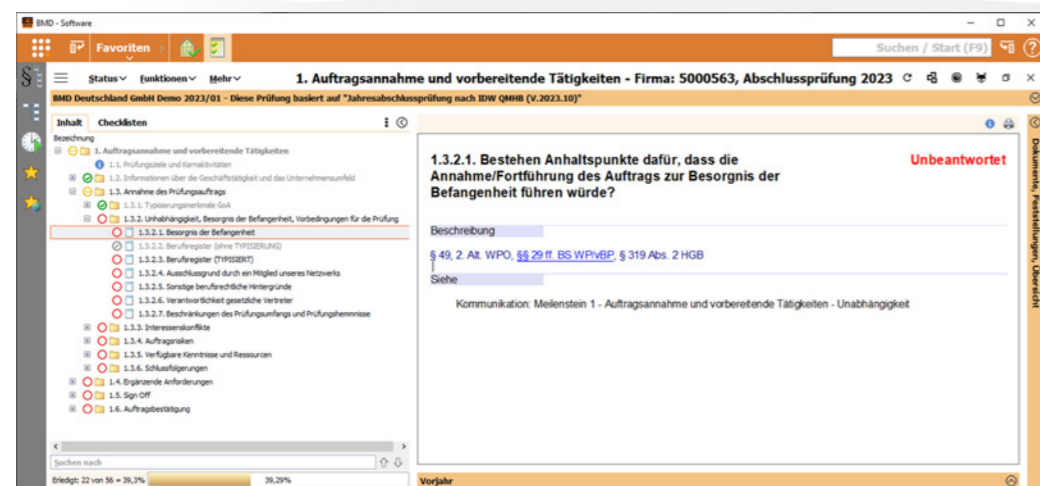 BMD - Software
Favoriten
Suchen / Start (F9)
Status Funktionen Mehr
1. Auftragsannahme und vorbereitende Tätigkeiten - Firma: 5000563, Abschlussprüfung 2023
BMD Deutschland GmbH Demo 2023/01 - Diese Prüfung basiert auf "Jahresabschlussprüfung nach IDW QMHB (V.2023.10)"
Inhalt Checklisten
Bezeichnung
1. Auftragsannahme und vorbereitende Tätigkeiten
1.1. Prüfungsziele und Kernaktivitäten
1.2. Informationen über die Geschäftstätigkeit und das Unternehmensumfeld
1.3. Annahme des Prüfungsauftrags
1.3.1. Typisierungsmerkmale GoA
1.3.2. Unhabhängigkeit, Besorgnis der Befangenheit, Vorbedingungen für die Prüfung
1.3.2.1. Besorgnis der Befangenheit
1.3.2.2. Berufsregister (ohne TYPISIERUNG)
1.3.2.3. Berufsregister (TYPISIERT)
1.3.2.4. Ausschlussgrund durch ein Mitglied unseres Netzwerks
1.3.2.5. Sonstige berufsrechtliche Hintergründe
1.3.2.6. Verantwortlichkeit gesetzliche Vertreter
1.3.2.7. Beschränkungen des Prüfungsumfangs und Prüfungshemmnisse
1.3.3. Interessenskonflikte
1.3.4. Auftragsrisiken
1.3.5. Verfügbare Kenntnisse und Ressourcen
1.3.6. Schlussfolgerungen
1.4. Ergänzende Anforderungen
1.5. Sign Off
1.6. Auftragsbestätigung
Suchen nach
Erledigt: 22 von 56 = 39,3% 39,29%
1.3.2.1. Bestehen Anhaltspunkte dafür, dass die
Annahme/Fortführung des Auftrags zur Besorgnis der
Befangenheit führen würde?
Unbeantwortet
Beschreibung
§ 49, 2. Alt. WPO, §§ 29 ff. BS WP/vBP, § 319 Abs. 2 HGB
Siehe
Kommunikation: Meilenstein 1 - Auftragsannahme und vorbereitende Tätigkeiten - Unabhängigkeit
Vorjahr
Dokumente, Feststellungen, Übersicht